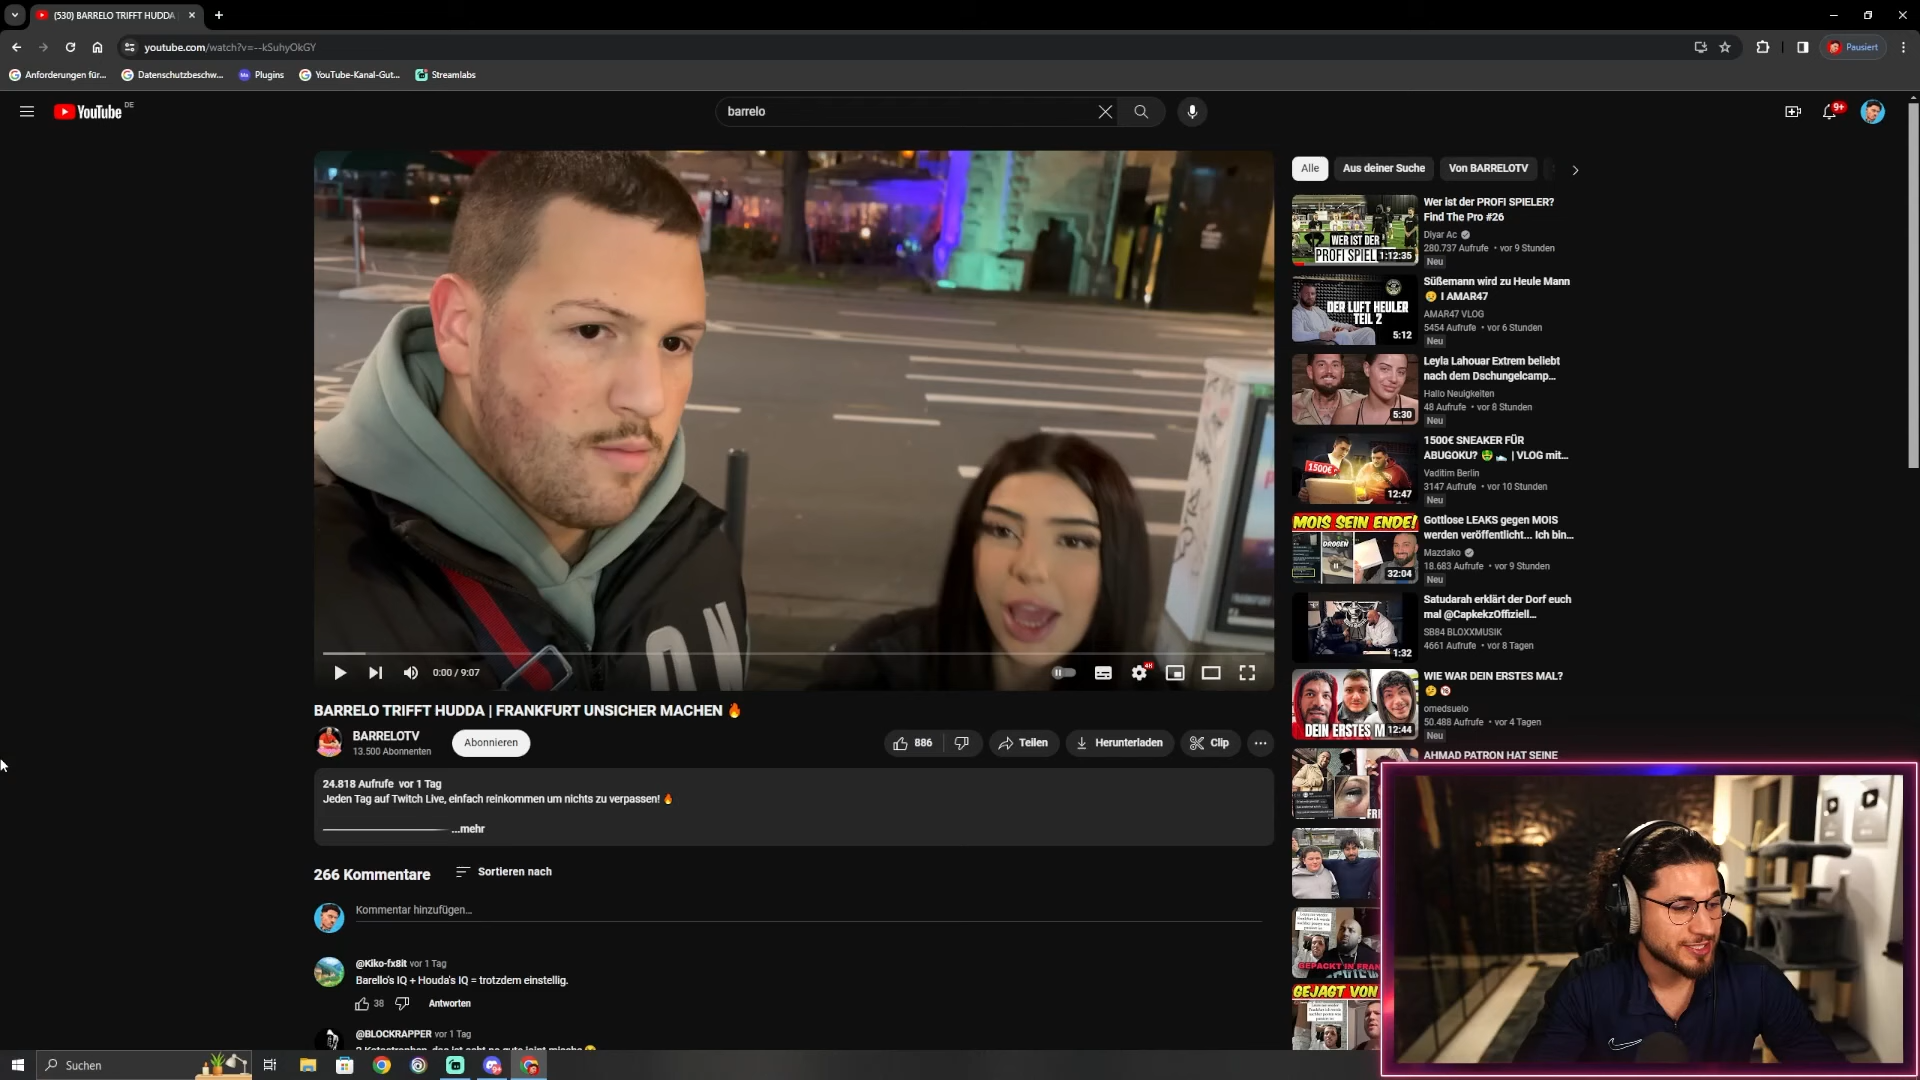 (530) BARRELO TRIFFT HUDDA
youtube.com/watch?v=--kSuhyOkGY
Pausiert
Anforderungen für...
Datenschutzbeschw...
Plugins
YouTube-Kanal-Gut...
Streamlabs
YouTube DE
barrelo
9+
Alle
Aus deiner Suche
Von BARRELOTV
WER IST DER
PROFI SPIEL
1:12:35
Wer ist der PROFI SPIELER?
Find The Pro #26
Diyar Ac
280.737 Aufrufe • vor 9 Stunden
Neu
DER LUFT HEULER
TEIL 2
5:12
Süßemann wird zu Heule Mann
😢 I AMAR47
AMAR47 VLOG
5454 Aufrufe • vor 6 Stunden
Neu
5:30
Leyla Lahouar Extrem beliebt
nach dem Dschungelcamp...
Hallo Neuigkeiten
48 Aufrufe • vor 8 Stunden
Neu
1500€
12:47
1500€ SNEAKER FÜR
ABUGOKU? 🤑 👟 | VLOG mit...
Vaditim Berlin
3147 Aufrufe • vor 10 Stunden
Neu
MOIS SEIN ENDE!
DROGEN
32:04
Gottlose LEAKS gegen MOIS
werden veröffentlicht... Ich bin...
Mazdako
18.683 Aufrufe • vor 9 Stunden
Neu
1:32
Satudarah erklärt der Dorf euch
mal @CapkekzOffiziell...
SB84 BLOXXMUSIK
4661 Aufrufe • vor 8 Tagen
DEIN ERSTES M
12:44
WIE WAR DEIN ERSTES MAL?
🤔 🔞
omedsuelo
50.488 Aufrufe • vor 4 Tagen
Neu
AHMAD PATRON HAT SEINE
GEPACKT IN FRAN
GEJAGT VON
0:00 / 9:07
4K
BARRELO TRIFFT HUDDA | FRANKFURT UNSICHER MACHEN 🔥
BARRELOTV
13.500 Abonnenten
Abonnieren
886
Teilen
Herunterladen
Clip
24.818 Aufrufe vor 1 Tag
Jeden Tag auf Twitch Live, einfach reinkommen um nichts zu verpassen! 🔥
...mehr
266 Kommentare
Sortieren nach
Kommentar hinzufügen...
@Kiko-fx8it vor 1 Tag
Barello's IQ + Houda's IQ = trotzdem einstellig.
38
Antworten
@BLOCKRAPPER vor 1 Tag
Suchen